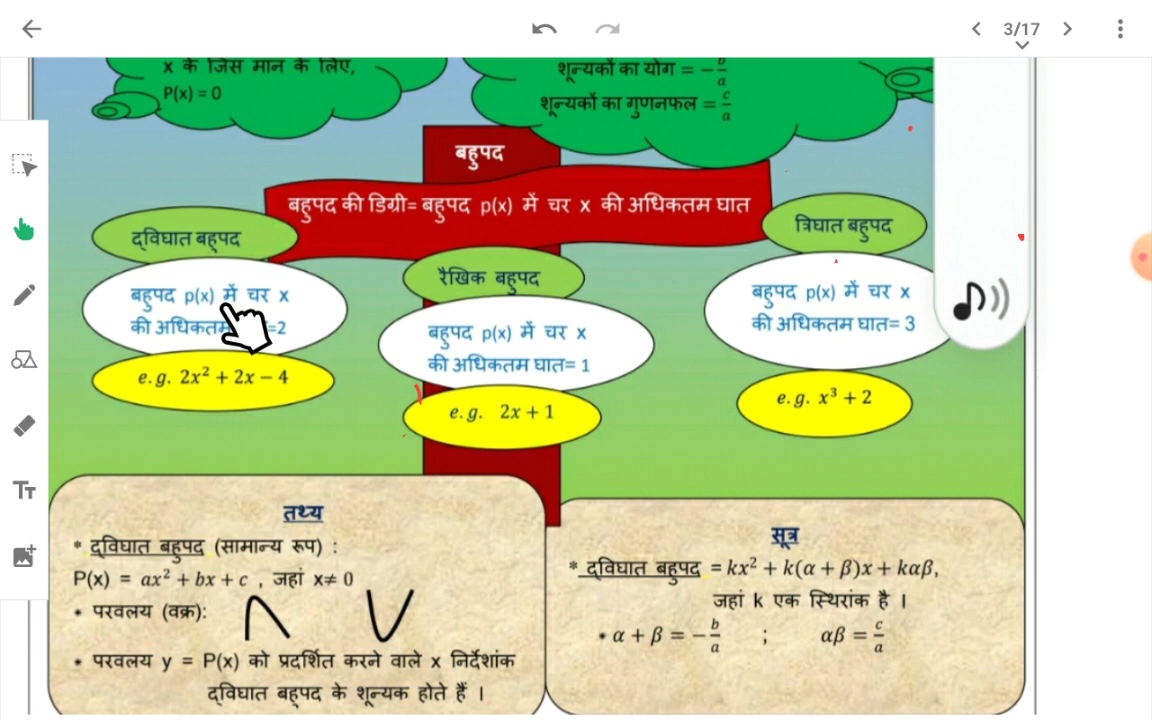 3/17
x के जिस मान के लिए,
P(x) = 0
शून्यकों का योग = −b/a
शून्यकों का गुणनफल = c/a
बहुपद
बहुपद की डिग्री= बहुपद p(x) में चर x की अधिकतम घात
द्विघात बहुपद
बहुपद p(x) में चर x
की अधिकतम =2
e.g. 2x² + 2x − 4
रैखिक बहुपद
बहुपद p(x) में चर x
की अधिकतम घात= 1
e.g. 2x + 1
त्रिघात बहुपद
बहुपद p(x) में चर x
की अधिकतम घात= 3
e.g. x³ + 2
तथ्य
* द्विघात बहुपद (सामान्य रूप) :
P(x) = ax² + bx + c , जहां x≠ 0
• परवलय (वक्र):
• परवलय y = P(x) को प्रदर्शित करने वाले x निर्देशांक
द्विघात बहुपद के शून्यक होते हैं ।
सूत्र
* द्विघात बहुपद = kx² + k(α + β)x + kαβ,
जहां k एक स्थिरांक है ।
• α + β = −b/a ; αβ = c/a
Tт